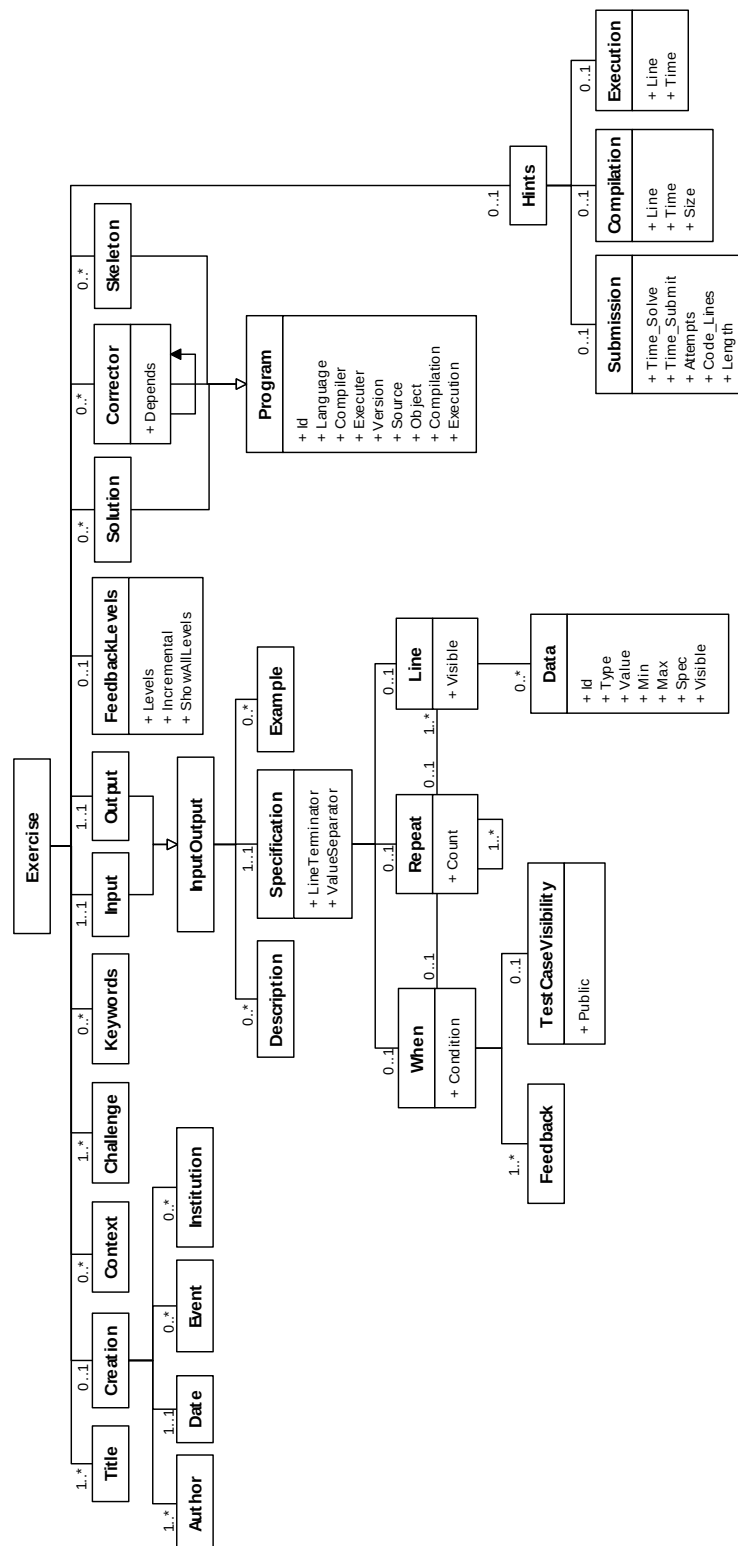 Exercise
1..*
Title
0..1
Creation
0..*
Context
1..*
Challenge
0..*
Keywords
1..1
Input
1..1
Output
0..1
FeedbackLevels
+ Levels
+ Incremental
+ ShowAllLevels
0..*
Solution
0..*
Corrector
+ Depends
0..*
Skeleton
0..1
Hints
1..*
Author
1..1
Date
0..*
Event
0..*
Institution
InputOutput
0..*
Description
1..1
Specification
+ LineTerminator
+ ValueSeparator
0..*
Example
Program
+ Id
+ Language
+ Compiler
+ Executer
+ Version
+ Source
+ Object
+ Compilation
+ Execution
0..1
Submission
+ Time_Solve
+ Time_Submit
+ Attempts
+ Code_Lines
+ Length
0..1
Compilation
+ Line
+ Time
+ Size
0..1
Execution
+ Line
+ Time
0..1
When
+ Condition
0..1
0..1
Repeat
+ Count
1..*
0..1
1..*
0..1
Line
+ Visible
1..*
Feedback
0..1
TestCaseVisibility
+ Public
0..*
Data
+ Id
+ Type
+ Value
+ Min
+ Max
+ Spec
+ Visible